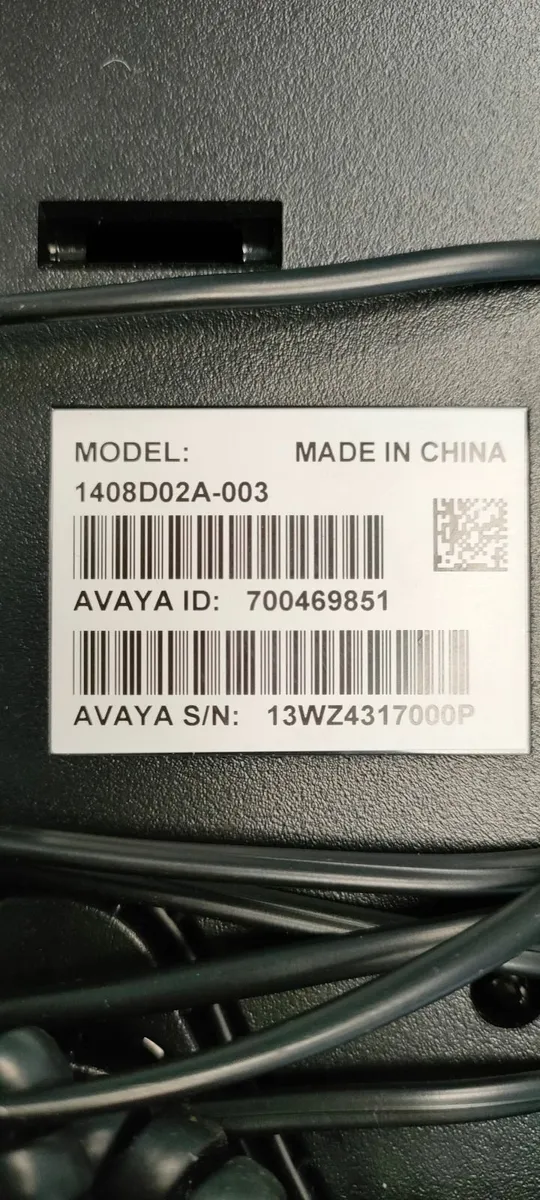 MODEL: MADE IN CHINA
1408D02A-003
AVAYA ID: 700469851
AVAYA S/N: 13WZ4317000P